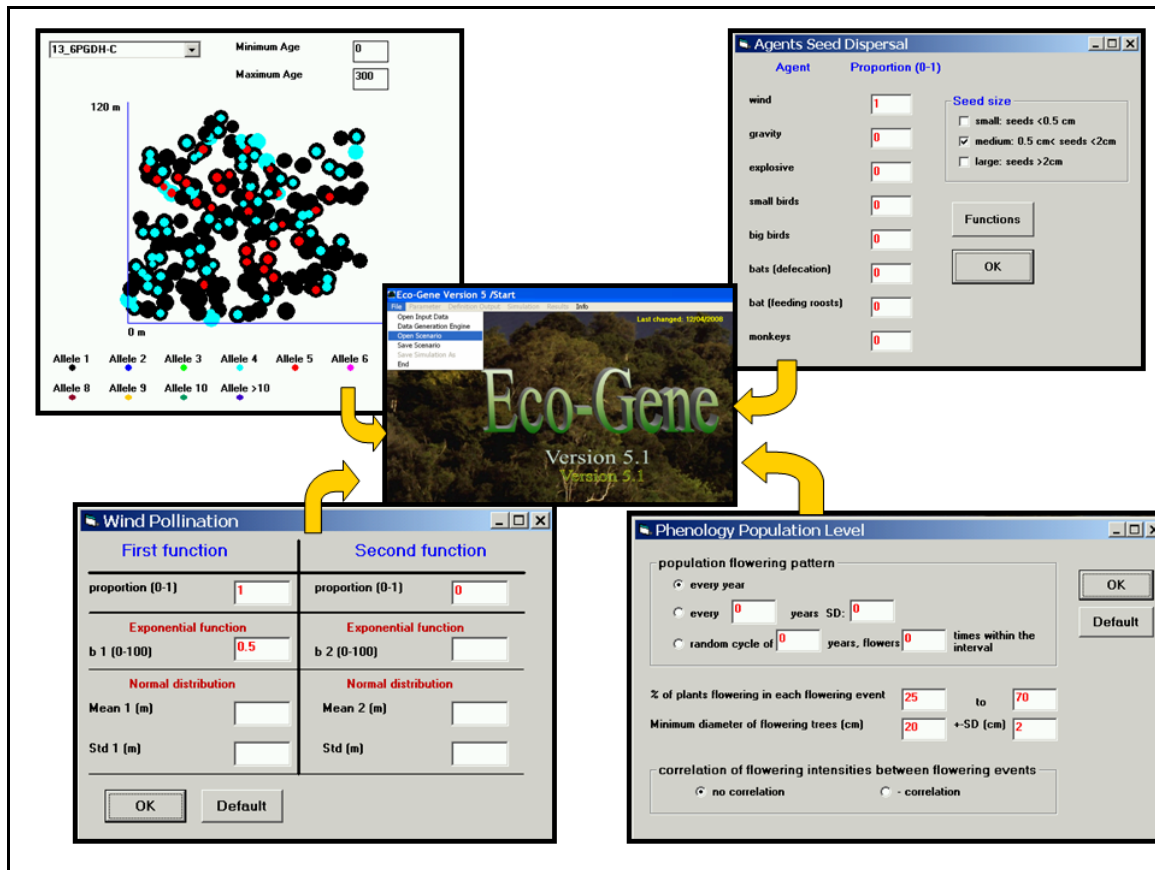 13_6PGDH-C
Minimum Age 0
Maximum Age 300
120 m
0 m
Allele 1 Allele 2 Allele 3 Allele 4 Allele 5 Allele 6
Allele 8 Allele 9 Allele 10 Allele >10
Agents Seed Dispersal
Agent Proportion (0-1)
wind 1
gravity 0
explosive 0
small birds 0
big birds 0
bats (defecation) 0
bat (feeding roosts) 0
monkeys 0
Seed size
small: seeds <0.5 cm
medium: 0.5 cm< seeds <2cm
large: seeds >2cm
Functions
OK
Eco-Gene Version 5 /Start
File Parameter Definition Output Simulation Results Info
Open Input Data
Data Generation Engine
Open Scenario
Save Scenario
Save Simulation As
End
Last changed: 12/04/2008
Eco-Gene
Version 5.1
Version 5.1
Wind Pollination
First function Second function
proportion (0-1) 1 proportion (0-1) 0
Exponential function Exponential function
b 1 (0-100) 0.5 b 2 (0-100)
Normal distribution Normal distribution
Mean 1 (m) Mean 2 (m)
Std 1 (m) Std (m)
OK Default
Phenology Population Level
population flowering pattern
every year
every 0 years SD: 0
random cycle of 0 years, flowers 0 times within the
interval
OK
Default
% of plants flowering in each flowering event 25 to 70
Minimum diameter of flowering trees (cm) 20 +-SD (cm) 2
correlation of flowering intensities between flowering events
no correlation - correlation